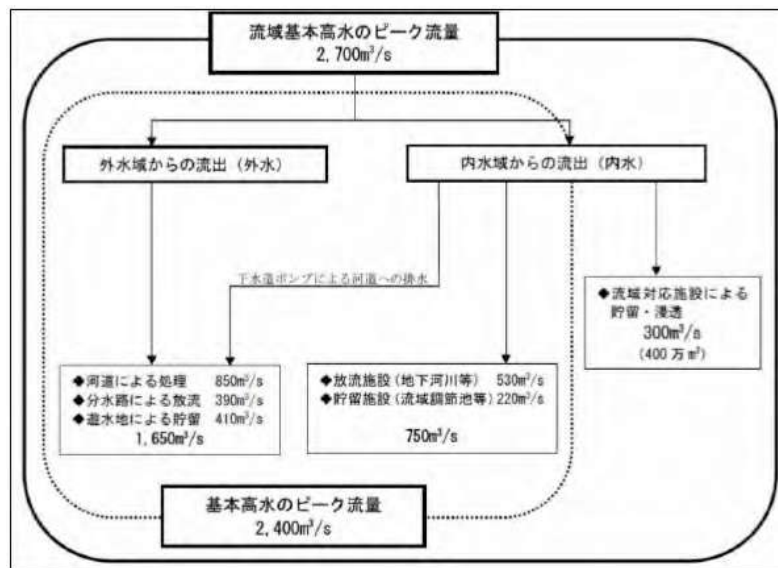 流域基本高水のピーク流量
2,700m³/s
外水域からの流出（外水）
内水域からの流出（内水）
下水道ポンプによる河道への排水
◆流域対応施設による
貯留・浸透
300m³/s
(400万m³)
◆河道による処理 850m³/s
◆分水路による放流 390m³/s
◆遊水地による貯留 410m³/s
1,650m³/s
◆放流施設(地下河川等) 530m³/s
◆貯留施設(流域調節池等) 220m³/s
750m³/s
基本高水のピーク流量
2,400m³/s